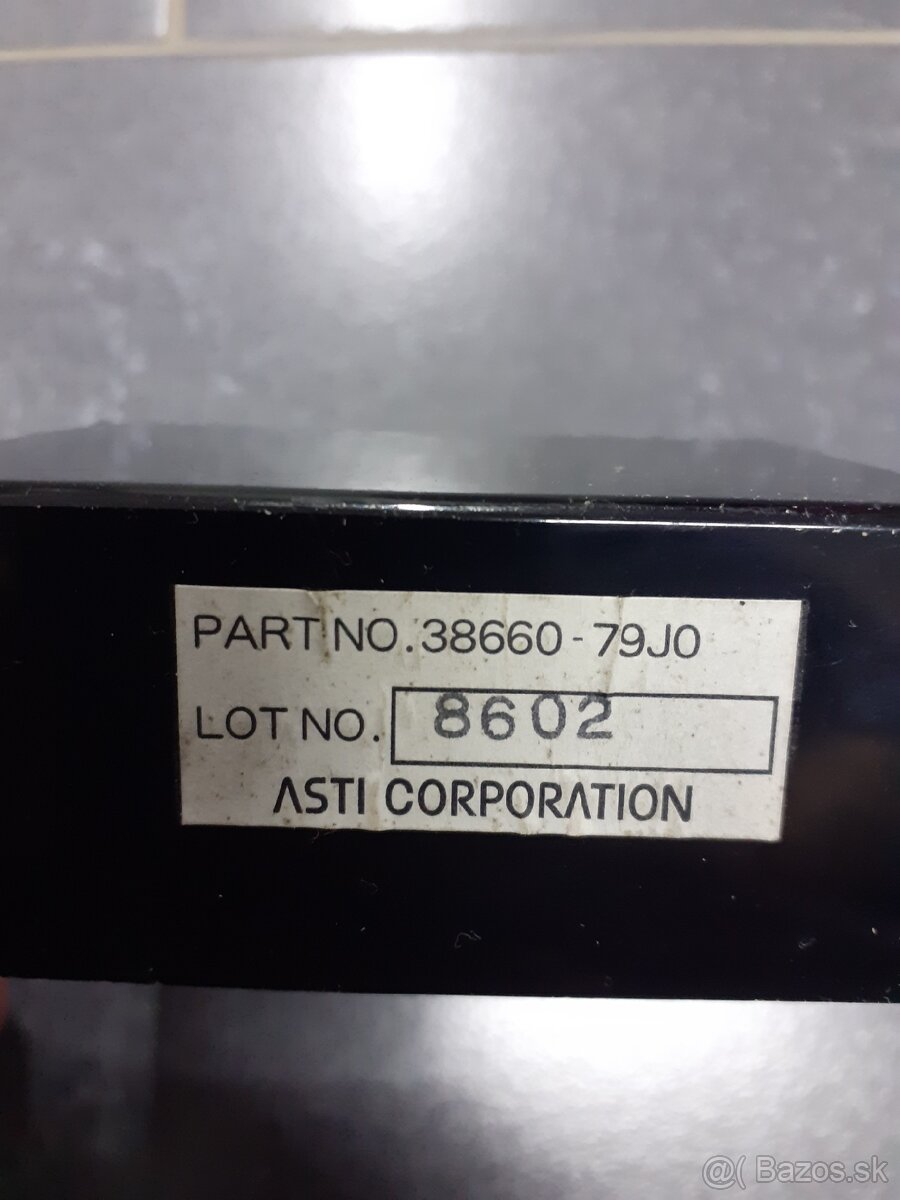 PART NO. 38660-79J0
LOT NO. 8602
ASTI CORPORATION
@( Bazos.sk